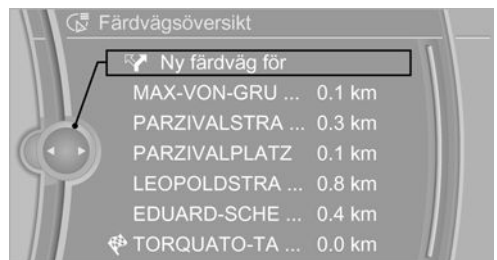 Färdvägsöversikt
Ny färdväg för
MAX-VON-GRU ... 0.1 km
PARZIVALSTRA ... 0.3 km
PARZIVALPLATZ 0.1 km
LEOPOLDSTRA ... 0.8 km
EDUARD-SCHE ... 0.4 km
TORQUATO-TA ... 0.0 km